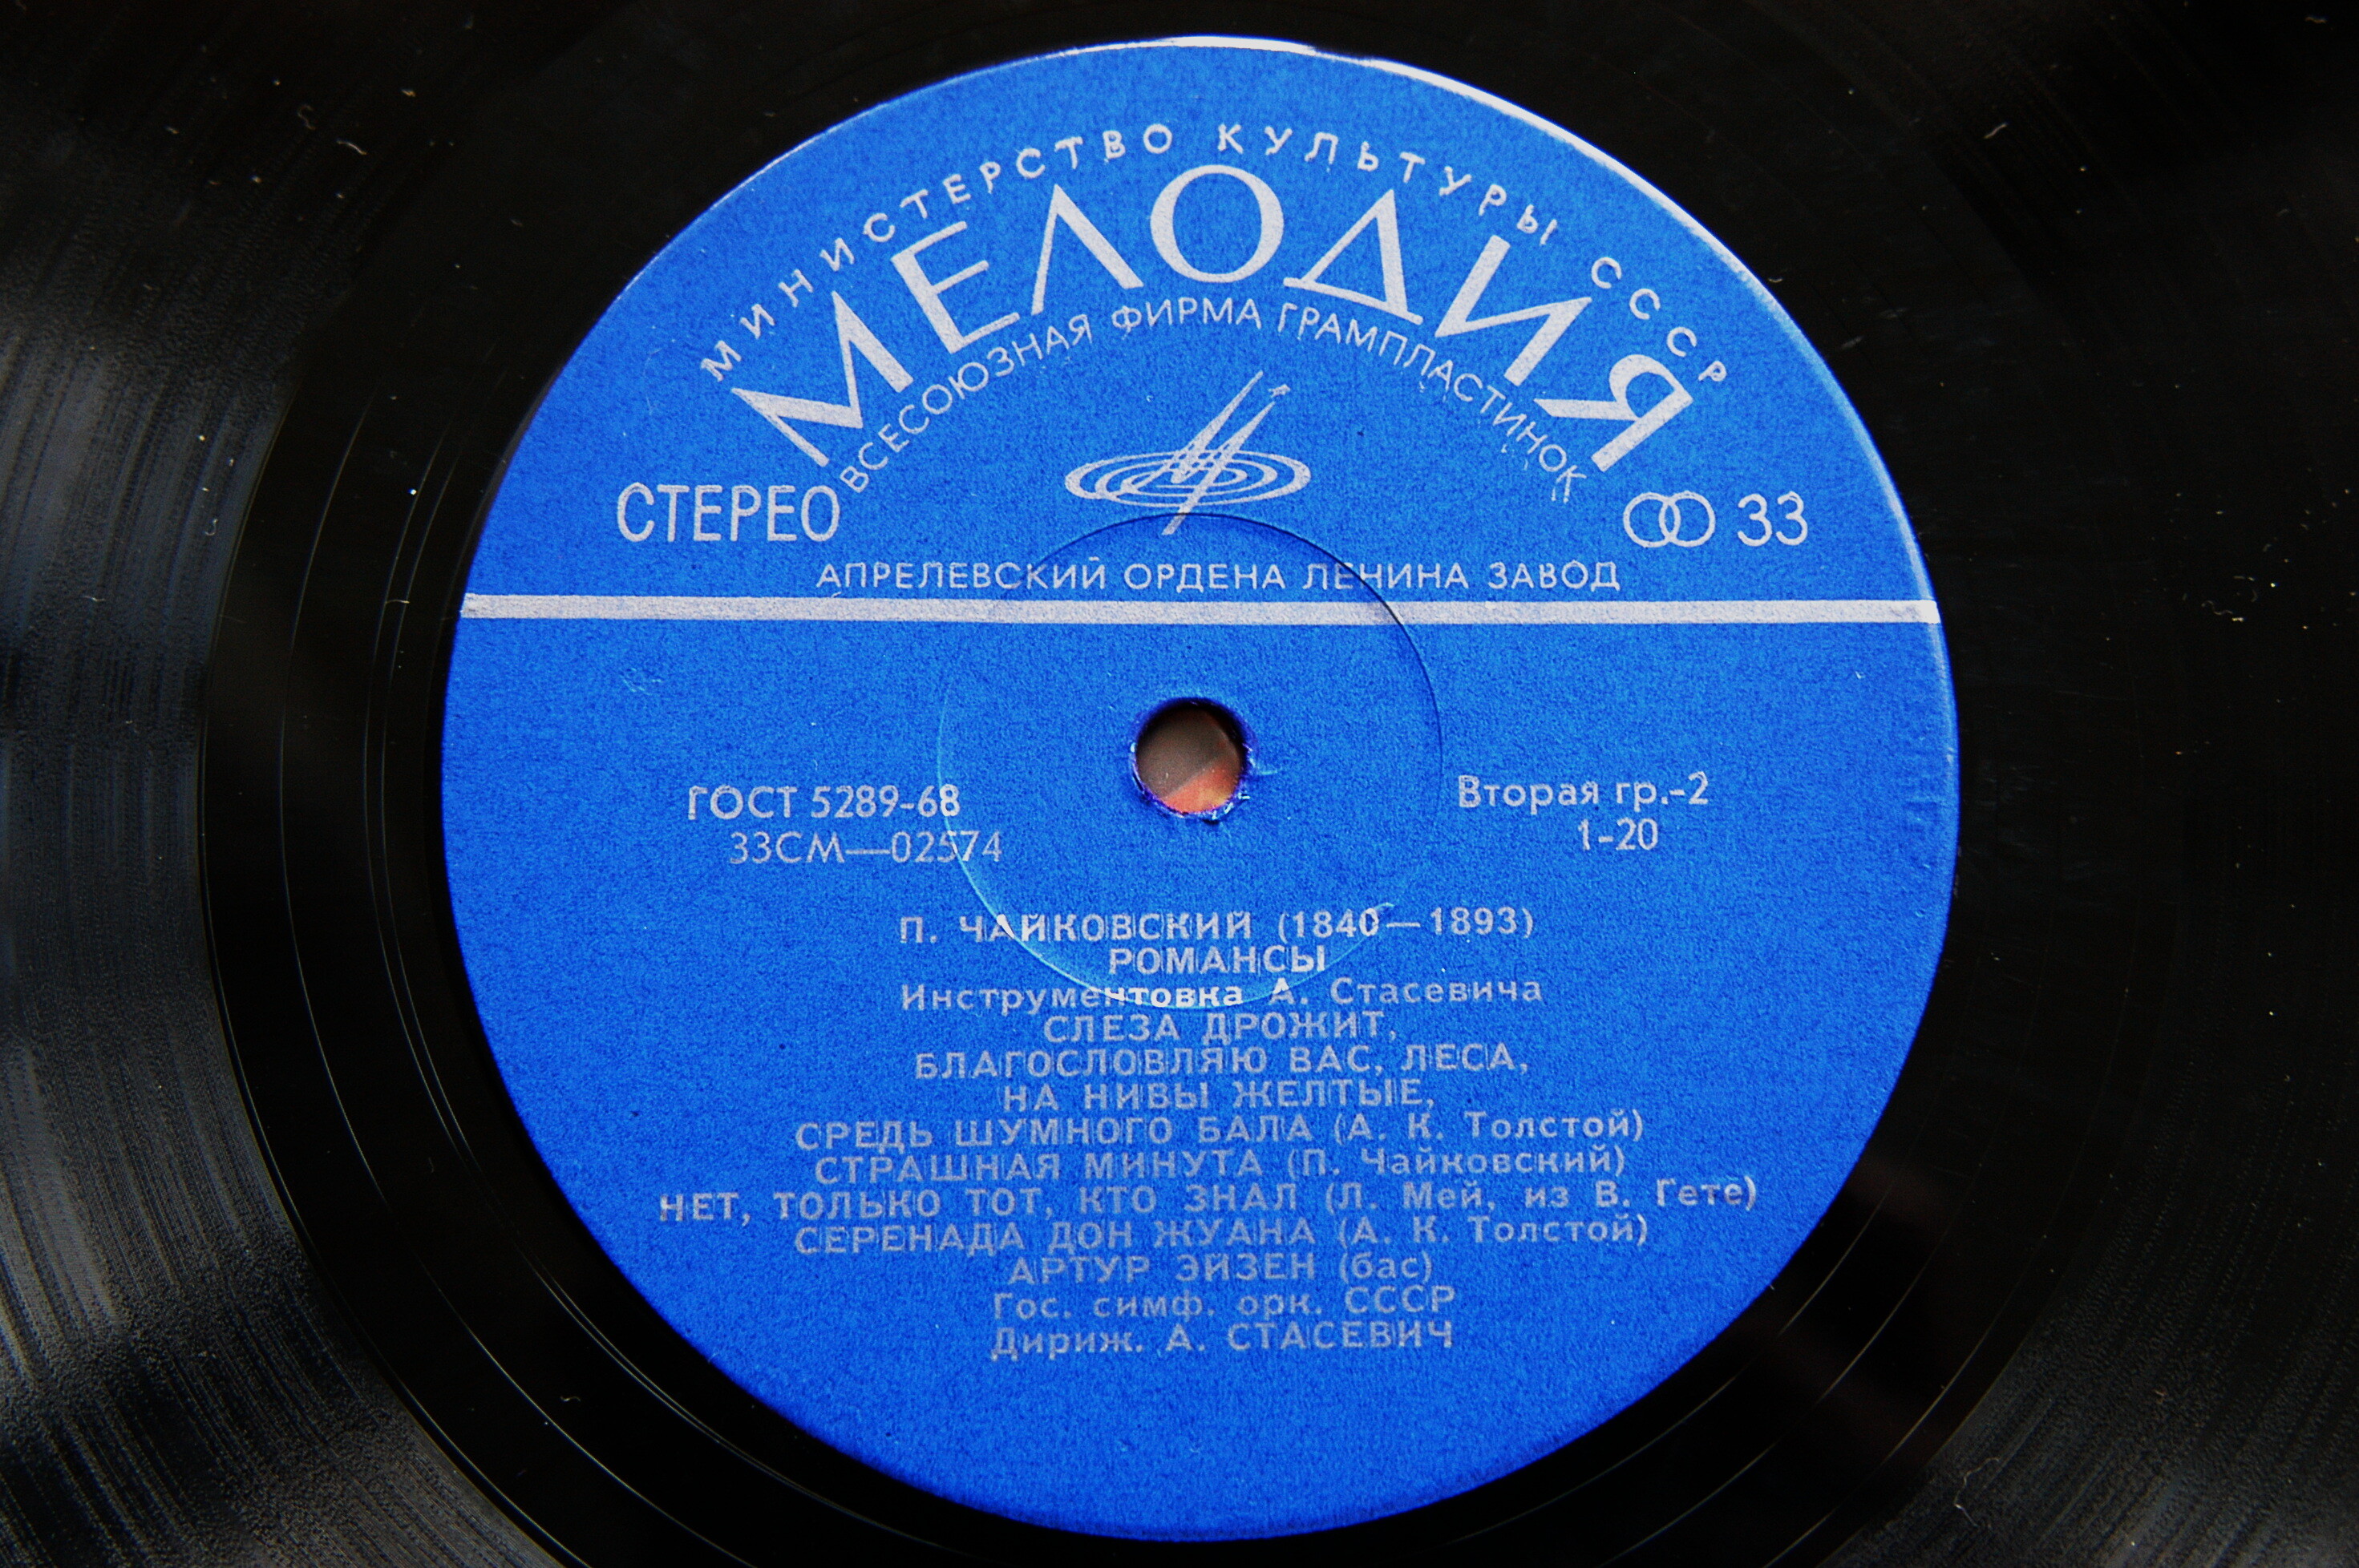 МИНИСТЕРСТВО КУЛЬТУРЫ СССР
МЕЛОДИЯ
ВСЕСОЮЗНАЯ ФИРМА ГРАМПЛАСТИНОК
СТЕРЕО
33
АПРЕЛЕВСКИЙ ОРДЕНА ЛЕНИНА ЗАВОД
ГОСТ 5289-68
33СМ—02574
Вторая гр.-2
1-20
П. ЧАЙКОВСКИЙ (1840—1893)
РОМАНСЫ
Инструментовка А. Стасевича
СЛЕЗА ДРОЖИТ,
БЛАГОСЛОВЛЯЮ ВАС, ЛЕСА,
НА НИВЫ ЖЕЛТЫЕ,
СРЕДЬ ШУМНОГО БАЛА (А. К. Толстой)
СТРАШНАЯ МИНУТА (П. Чайковский)
НЕТ, ТОЛЬКО ТОТ, КТО ЗНАЛ (Л. Мей, из В. Гете)
СЕРЕНАДА ДОН ЖУАНА (А. К. Толстой)
АРТУР ЭЙЗЕН (бас)
Гос. симф. орк. СССР
Дириж. А. СТАСЕВИЧ